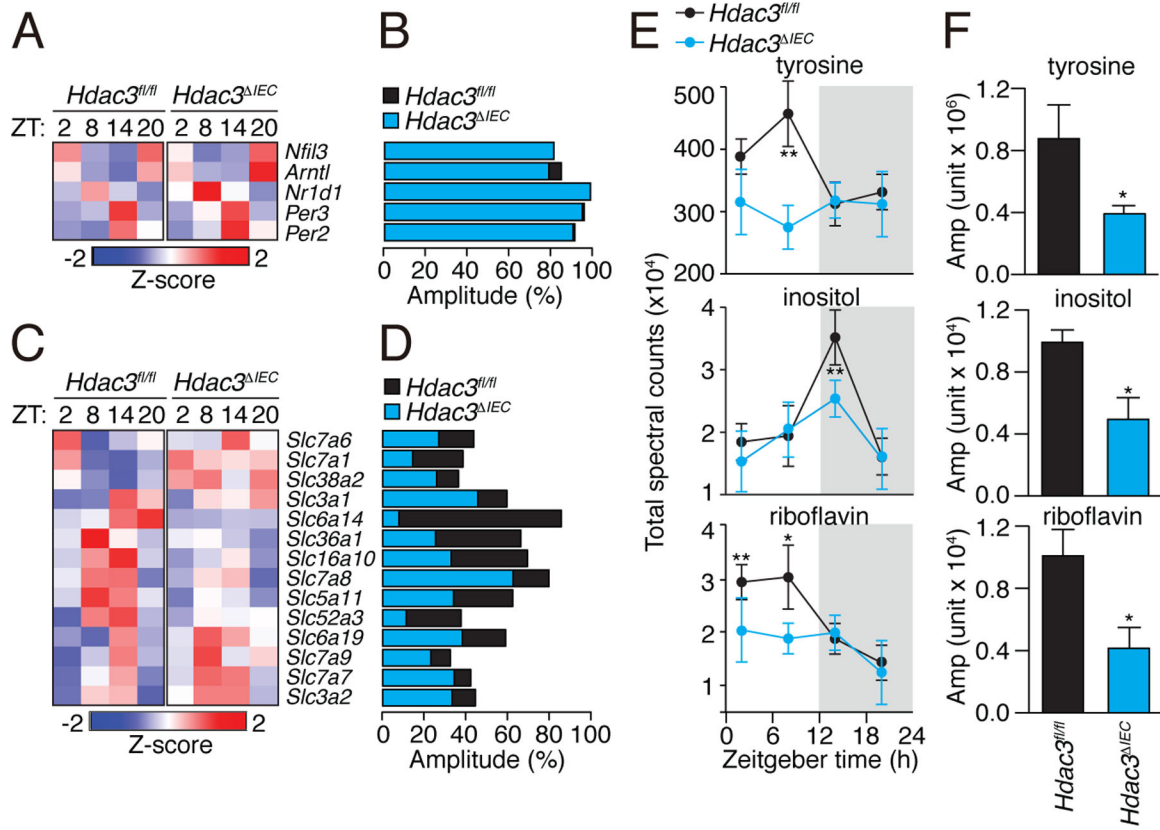 A
Hdac3fl/fl Hdac3ΔIEC
ZT: 2 8 14 20 2 8 14 20
Nfil3
Arntl
Nr1d1
Per3
Per2
-2 2
Z-score
B
Hdac3fl/fl
Hdac3ΔIEC
0 20 40 60 80 100
Amplitude (%)
C
Hdac3fl/fl Hdac3ΔIEC
ZT: 2 8 14 20 2 8 14 20
Slc7a6
Slc7a1
Slc38a2
Slc3a1
Slc6a14
Slc36a1
Slc16a10
Slc7a8
Slc5a11
Slc52a3
Slc6a19
Slc7a9
Slc7a7
Slc3a2
-2 2
Z-score
D
Hdac3fl/fl
Hdac3ΔIEC
0 20 40 60 80 100
Amplitude (%)
E
Hdac3fl/fl
Hdac3ΔIEC
Total spectral counts (x10⁴)
tyrosine
500
400
300
200
**
inositol
4
3
2
1
**
riboflavin
4
3
2
1
** *
0 6 12 18 24
Zeitgeber time (h)
F
tyrosine
Amp (unit x 10⁶)
1.2
0.8
0.4
0.0
*
inositol
Amp (unit x 10⁴)
1.2
0.8
0.4
0.0
*
riboflavin
Amp (unit x 10⁴)
1.2
0.8
0.4
0.0
*
Hdac3fl/fl
Hdac3ΔIEC